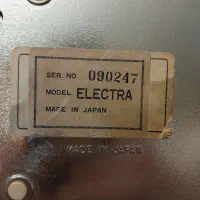 SER. NO. 090247
MODEL ELECTRA
MADE IN JAPAN
MADE IN JAPAN